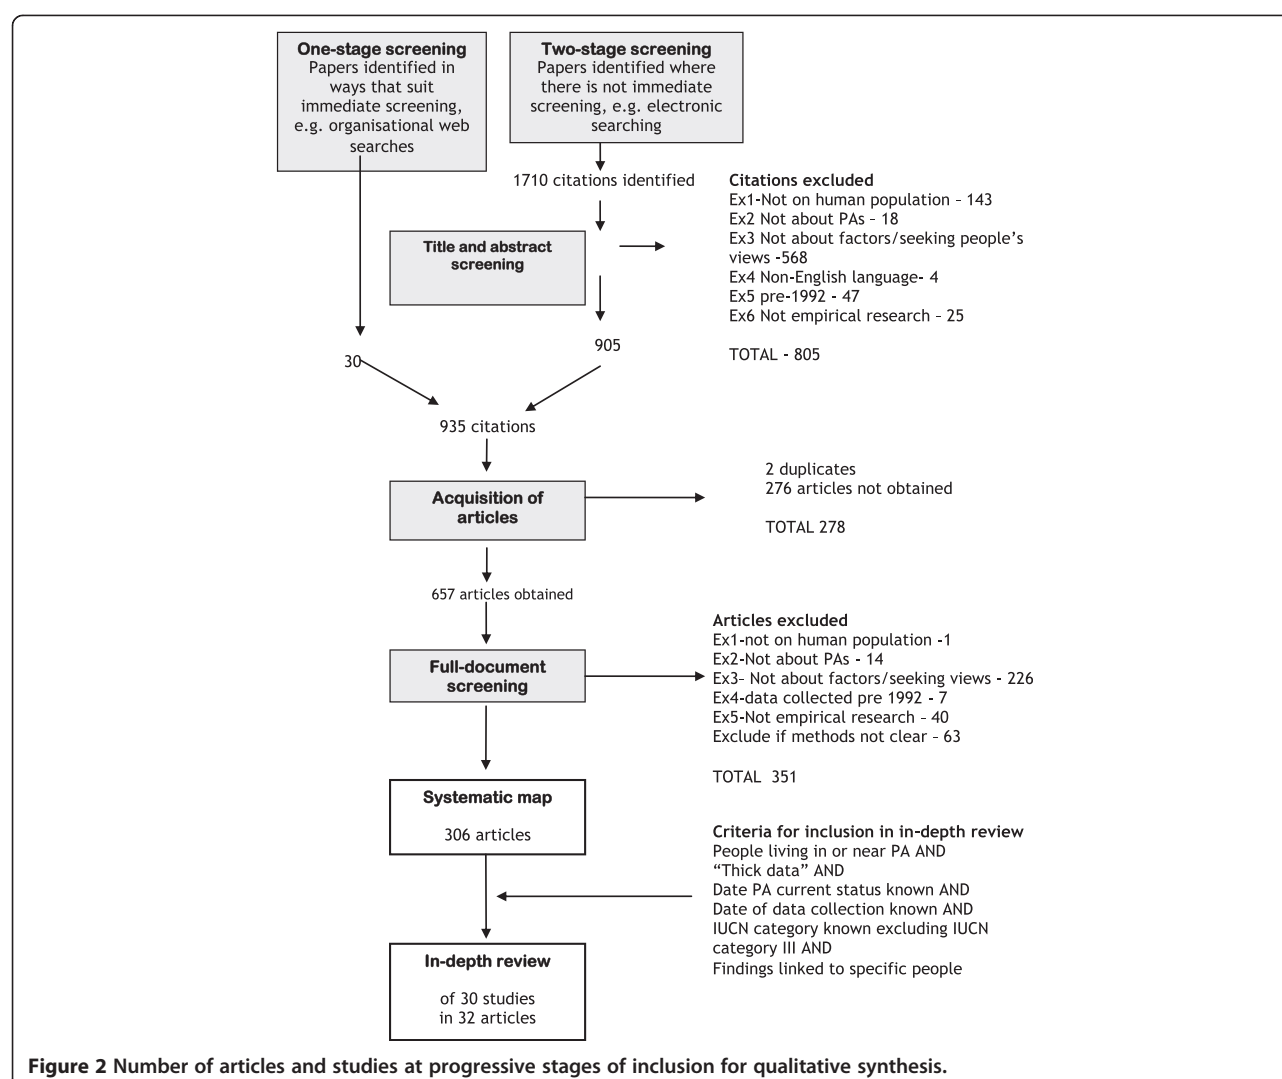 One-stage screening
Papers identified in
ways that suit
immediate screening,
e.g. organisational web
searches
Two-stage screening
Papers identified where
there is not immediate
screening, e.g. electronic
searching
1710 citations identified
Citations excluded
Ex1-Not on human population – 143
Ex2 Not about PAs – 18
Ex3 Not about factors/seeking people's
views -568
Ex4 Non-English language- 4
Ex5 pre-1992 - 47
Ex6 Not empirical research – 25
TOTAL - 805
Title and abstract
screening
30
905
935 citations
Acquisition of
articles
2 duplicates
276 articles not obtained
TOTAL 278
657 articles obtained
Articles excluded
Ex1-not on human population -1
Ex2-Not about PAs - 14
Ex3– Not about factors/seeking views - 226
Ex4-data collected pre 1992 - 7
Ex5-Not empirical research – 40
Exclude if methods not clear – 63
TOTAL 351
Full-document
screening
Systematic map
306 articles
Criteria for inclusion in in-depth review
People living in or near PA AND
“Thick data” AND
Date PA current status known AND
Date of data collection known AND
IUCN category known excluding IUCN
category III AND
Findings linked to specific people
In-depth review
of 30 studies
in 32 articles
Figure 2 Number of articles and studies at progressive stages of inclusion for qualitative synthesis.